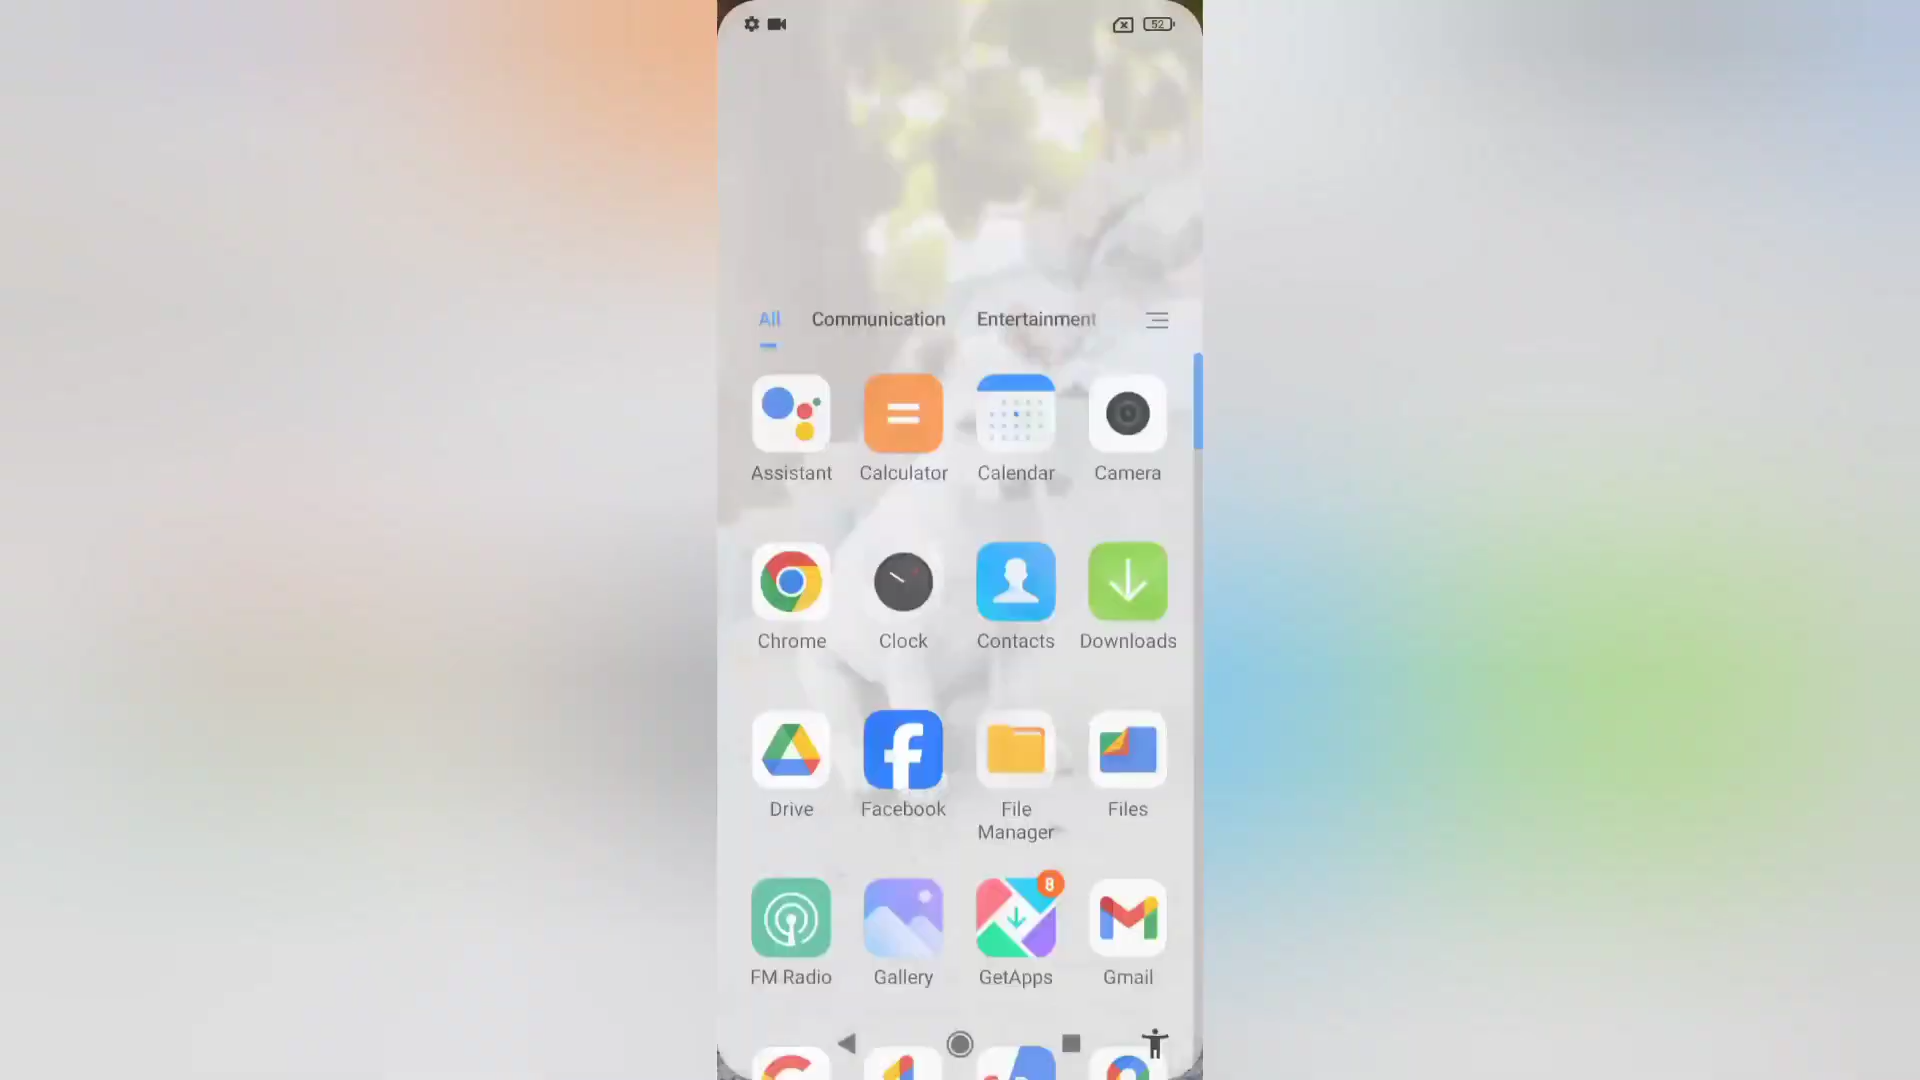 52
All Communication Entertainment
Assistant Calculator Calendar Camera
Chrome Clock Contacts Downloads
Drive Facebook File Manager Files
8
FM Radio Gallery GetApps Gmail